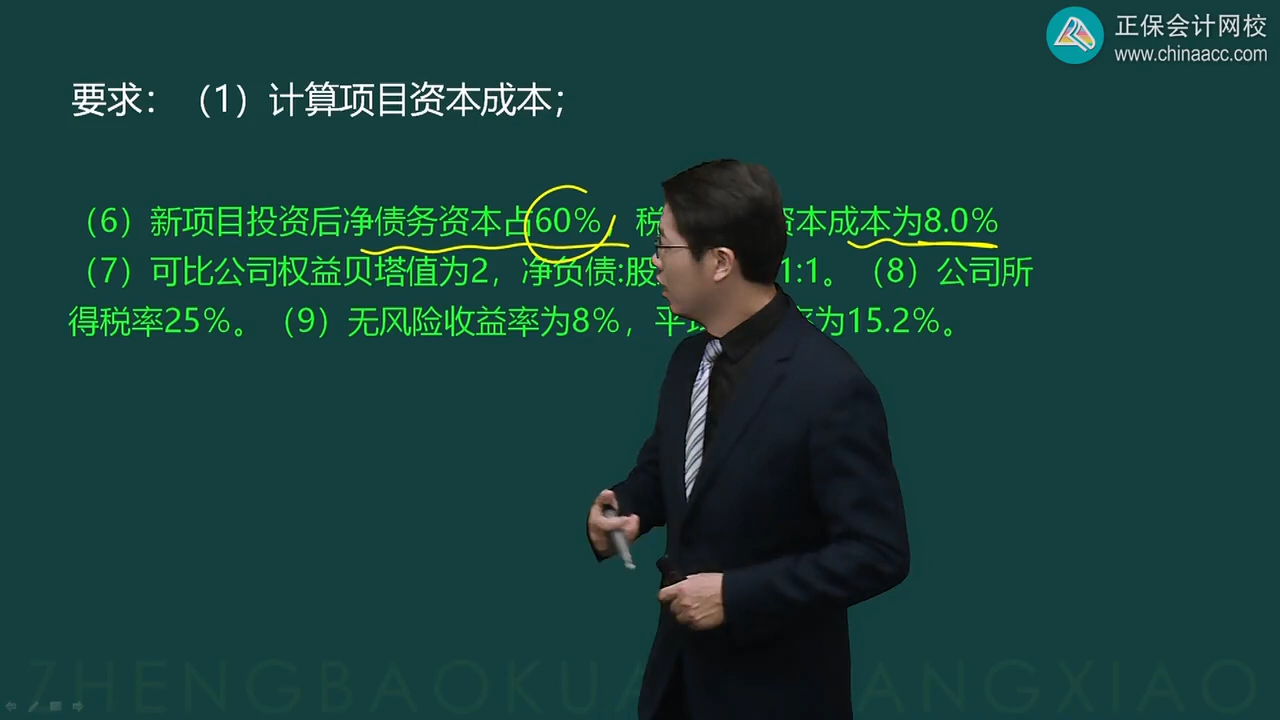 正保会计网校
www.chinaacc.com
要求：（1）计算项目资本成本；
（6）新项目投资后净债务资本占60%，税 资本成本为8.0%
（7）可比公司权益贝塔值为2，净负债:股 1:1。（8）公司所
得税率25%。（9）无风险收益率为8%，平 率为15.2%。